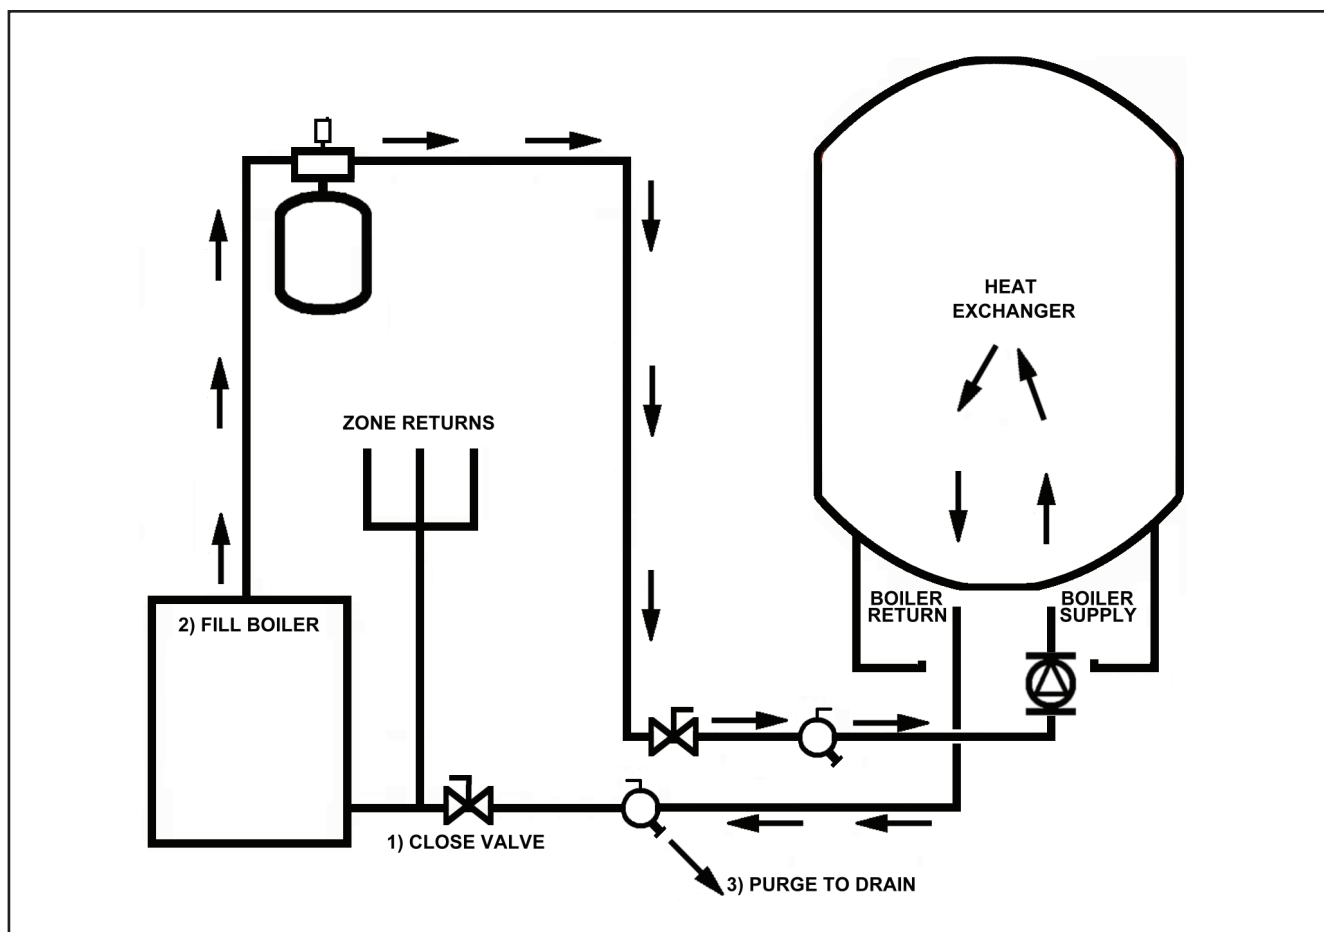 HEAT
EXCHANGER
ZONE RETURNS
2) FILL BOILER
BOILER
RETURN
BOILER
SUPPLY
1) CLOSE VALVE
3) PURGE TO DRAIN